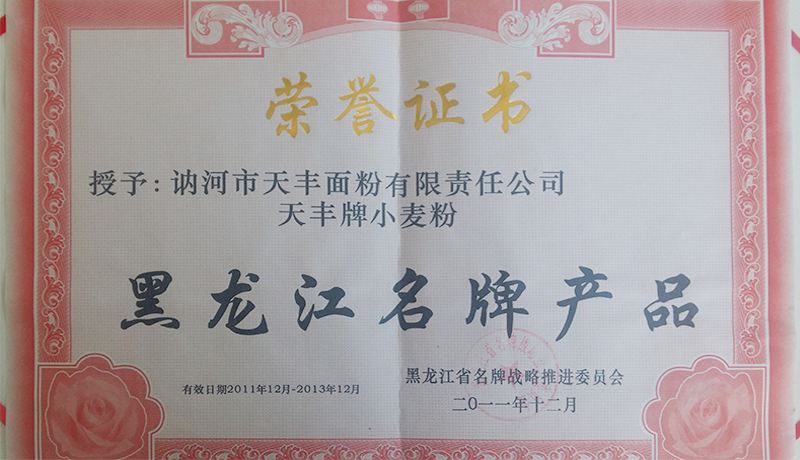 荣誉证书
授予：讷河市天丰面粉有限责任公司
天丰牌小麦粉
黑龙江名牌产品
有效日期2011年12月-2013年12月
黑龙江省名牌战略推进委员会
二〇一一年十二月